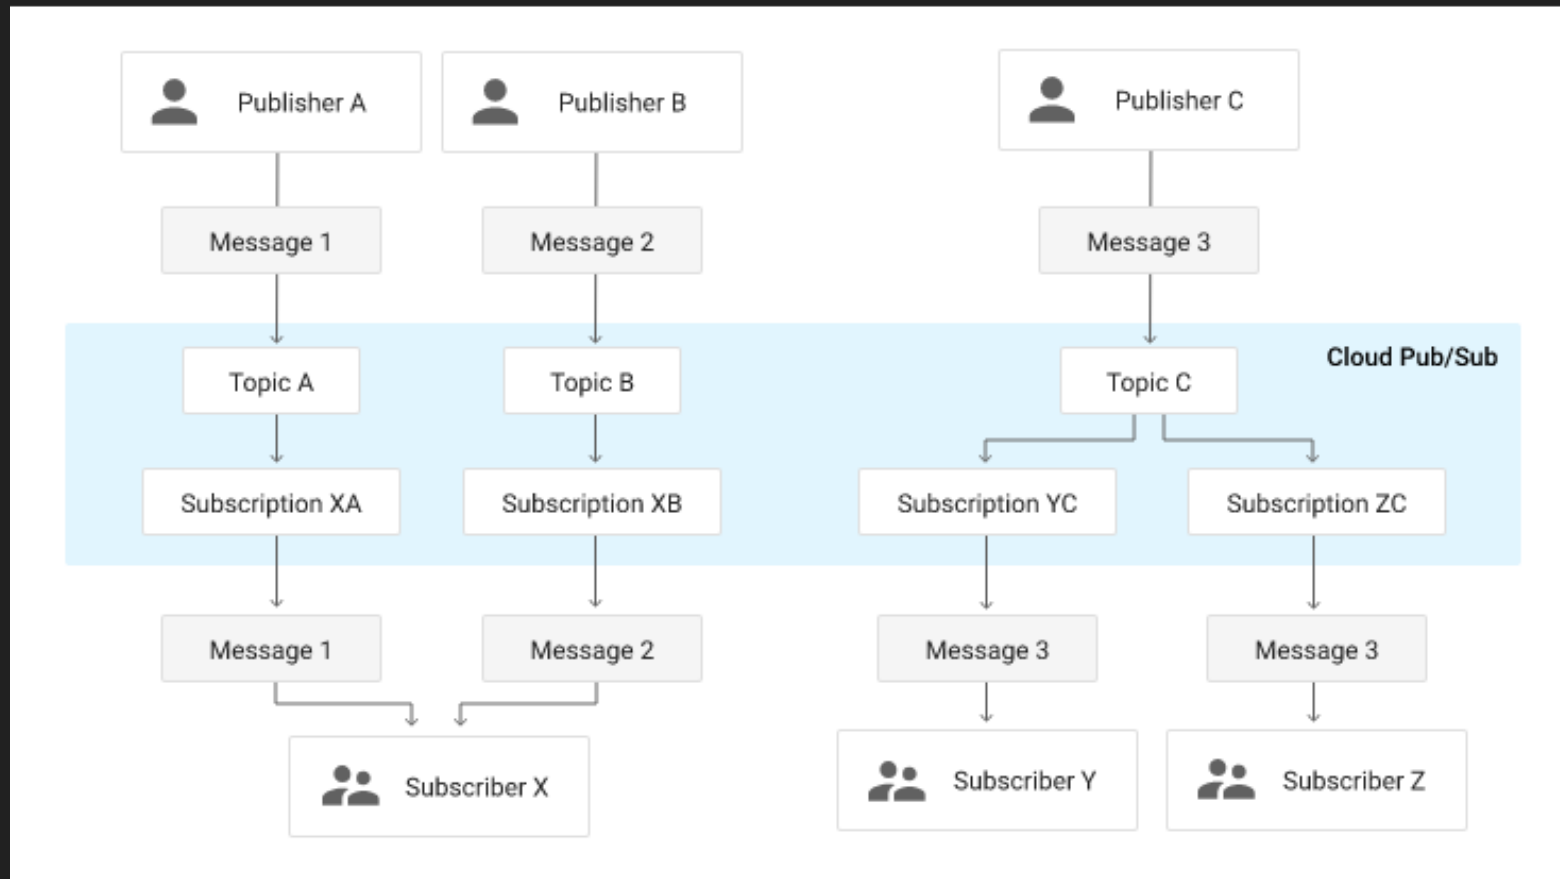 Publisher A
Publisher B
Publisher C
Message 1
Message 2
Message 3
Cloud Pub/Sub
Topic A
Topic B
Topic C
Subscription XA
Subscription XB
Subscription YC
Subscription ZC
Message 1
Message 2
Message 3
Message 3
Subscriber X
Subscriber Y
Subscriber Z